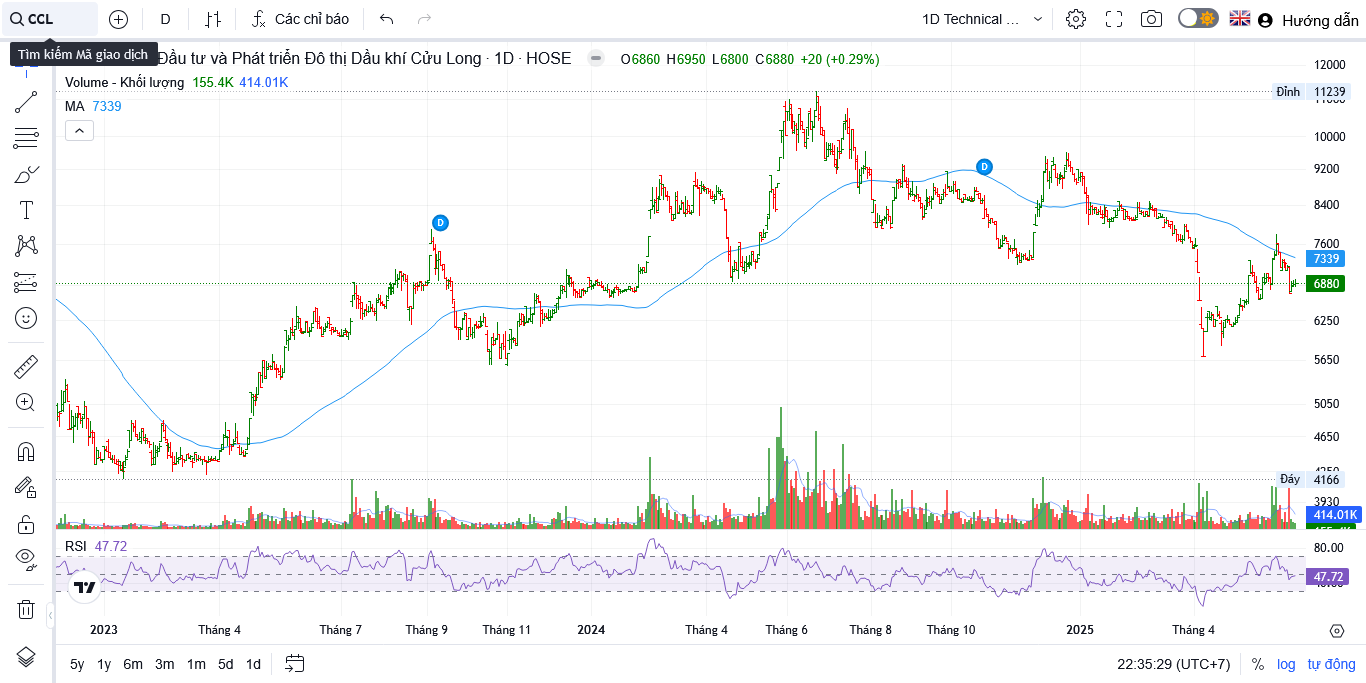 CCL
D
Các chỉ báo
1D Technical ...
Hướng dẫn
Tìm kiếm Mã giao dịch
Đầu tư và Phát triển Đô thị Dầu khí Cửu Long · 1D · HOSE
O6860 H6950 L6800 C6880 +20 (+0.29%)
Volume - Khối lượng 155.4K 414.01K
MA 7339
12000
Đỉnh 11239
10000
9200
D
8400
D
7600
7339
6880
6250
5650
5050
4650
Đáy 4166
3930
414.01K
RSI 47.72
80.00
47.72
2023 Tháng 4 Tháng 7 Tháng 9 Tháng 11 2024 Tháng 4 Tháng 6 Tháng 8 Tháng 10 2025 Tháng 4
5y 1y 6m 3m 1m 5d 1d
22:35:29 (UTC+7) % log tự động